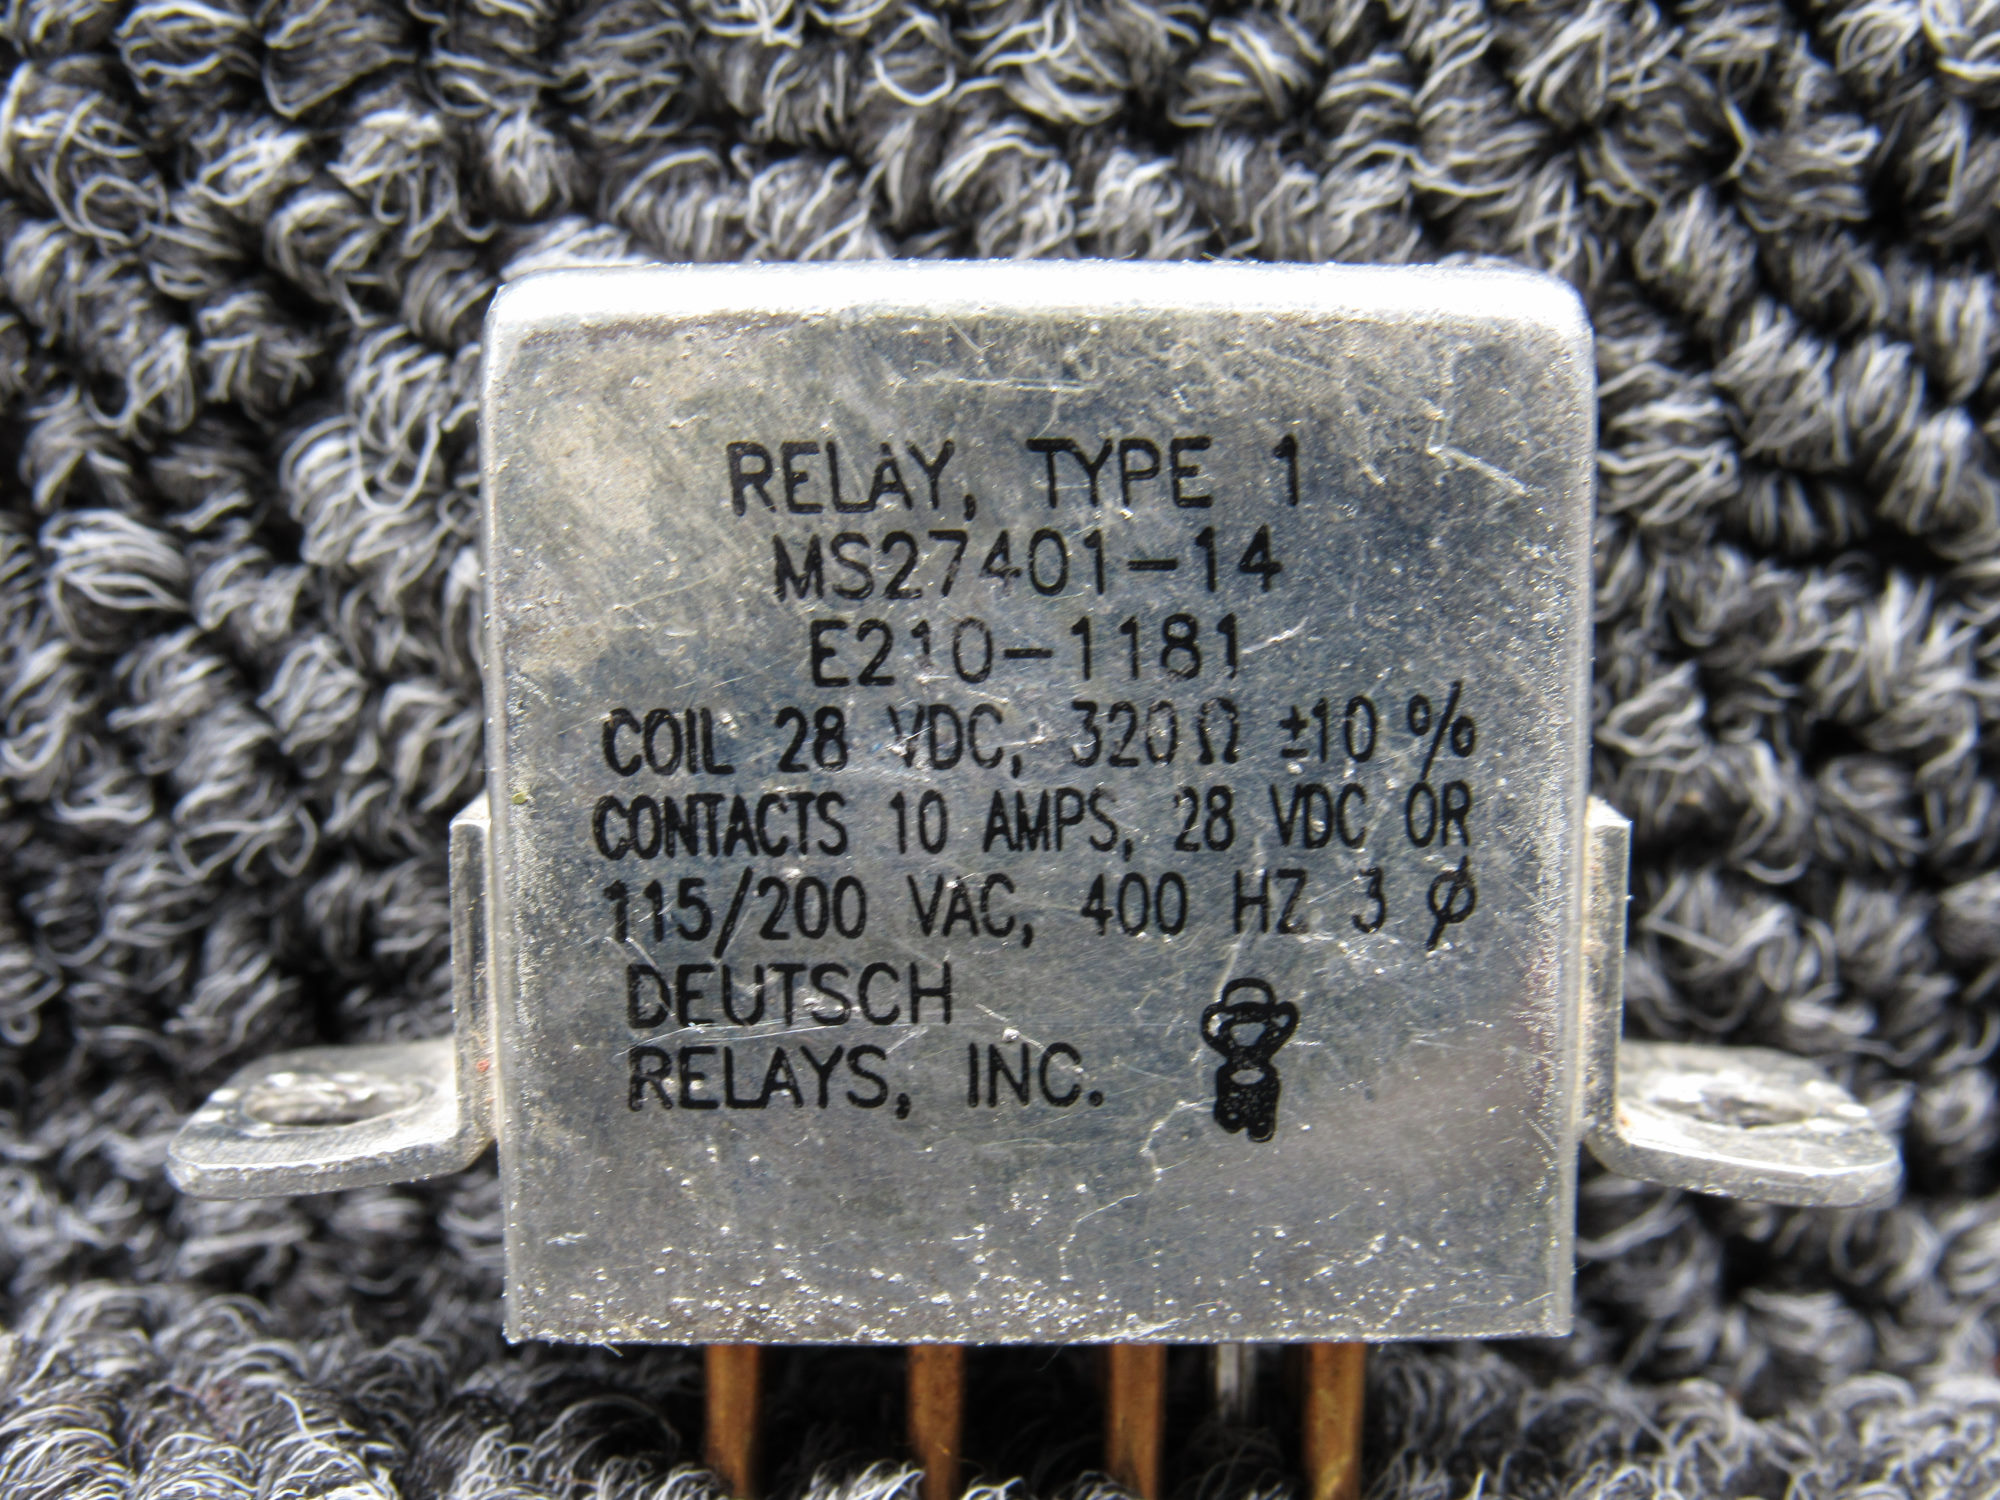 RELAY, TYPE 1
MS27401-14
E210-1181
COIL 28 VDC, 320Ω ±10%
CONTACTS 10 AMPS, 28 VDC OR
115/200 VAC, 400 HZ 3 ϕ
DEUTSCH
RELAYS, INC.